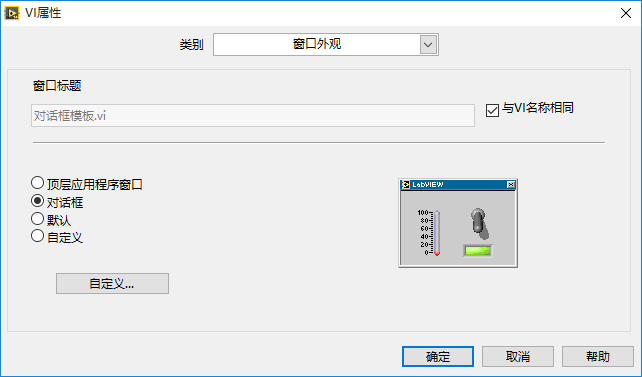 VI属性
类别 窗口外观
窗口标题
对话框模板.vi
与VI名称相同
顶层应用程序窗口
对话框
默认
自定义
自定义...
LabVIEW
100
80
60
40
20
0
确定 取消 帮助